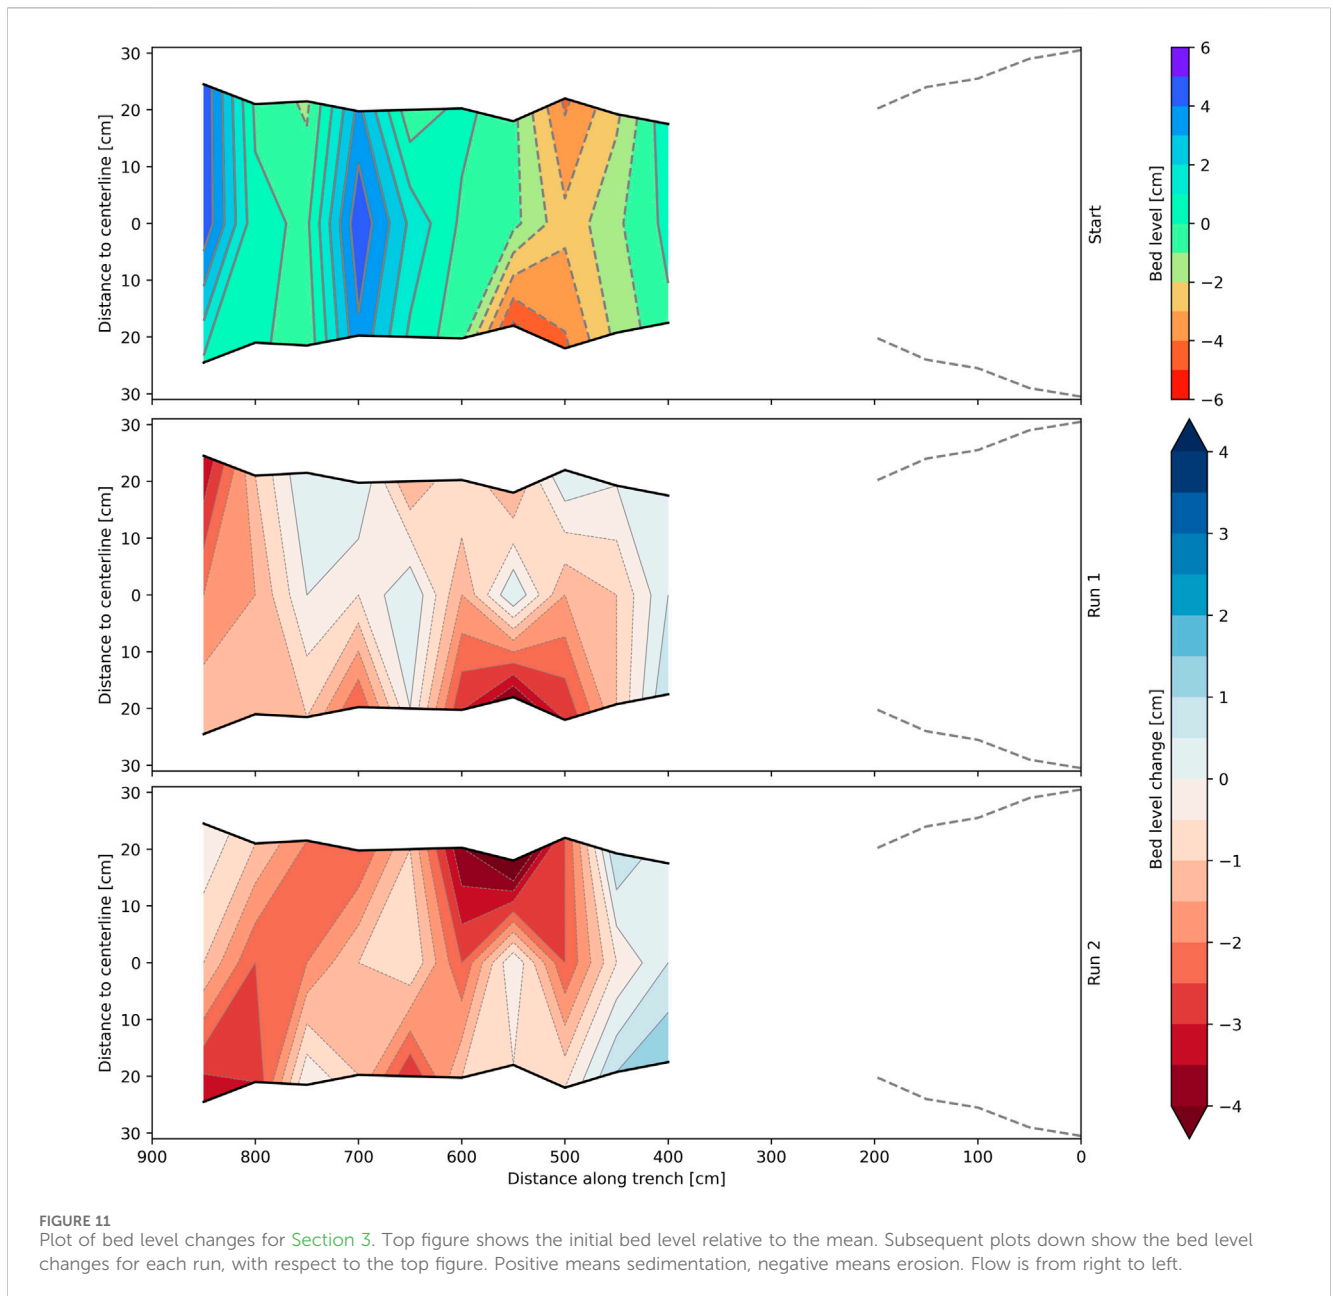 30
20
10
0
10
20
30
Distance to centerline [cm]
Start
6
4
2
0
−2
−4
−6
Bed level [cm]
30
20
10
0
10
20
30
Distance to centerline [cm]
Run 1
30
20
10
0
10
20
30
Distance to centerline [cm]
Run 2
4
3
2
1
0
−1
−2
−3
−4
Bed level change [cm]
900 800 700 600 500 400 300 200 100 0
Distance along trench [cm]
FIGURE 11
Plot of bed level changes for Section 3. Top figure shows the initial bed level relative to the mean. Subsequent plots down show the bed level
changes for each run, with respect to the top figure. Positive means sedimentation, negative means erosion. Flow is from right to left.